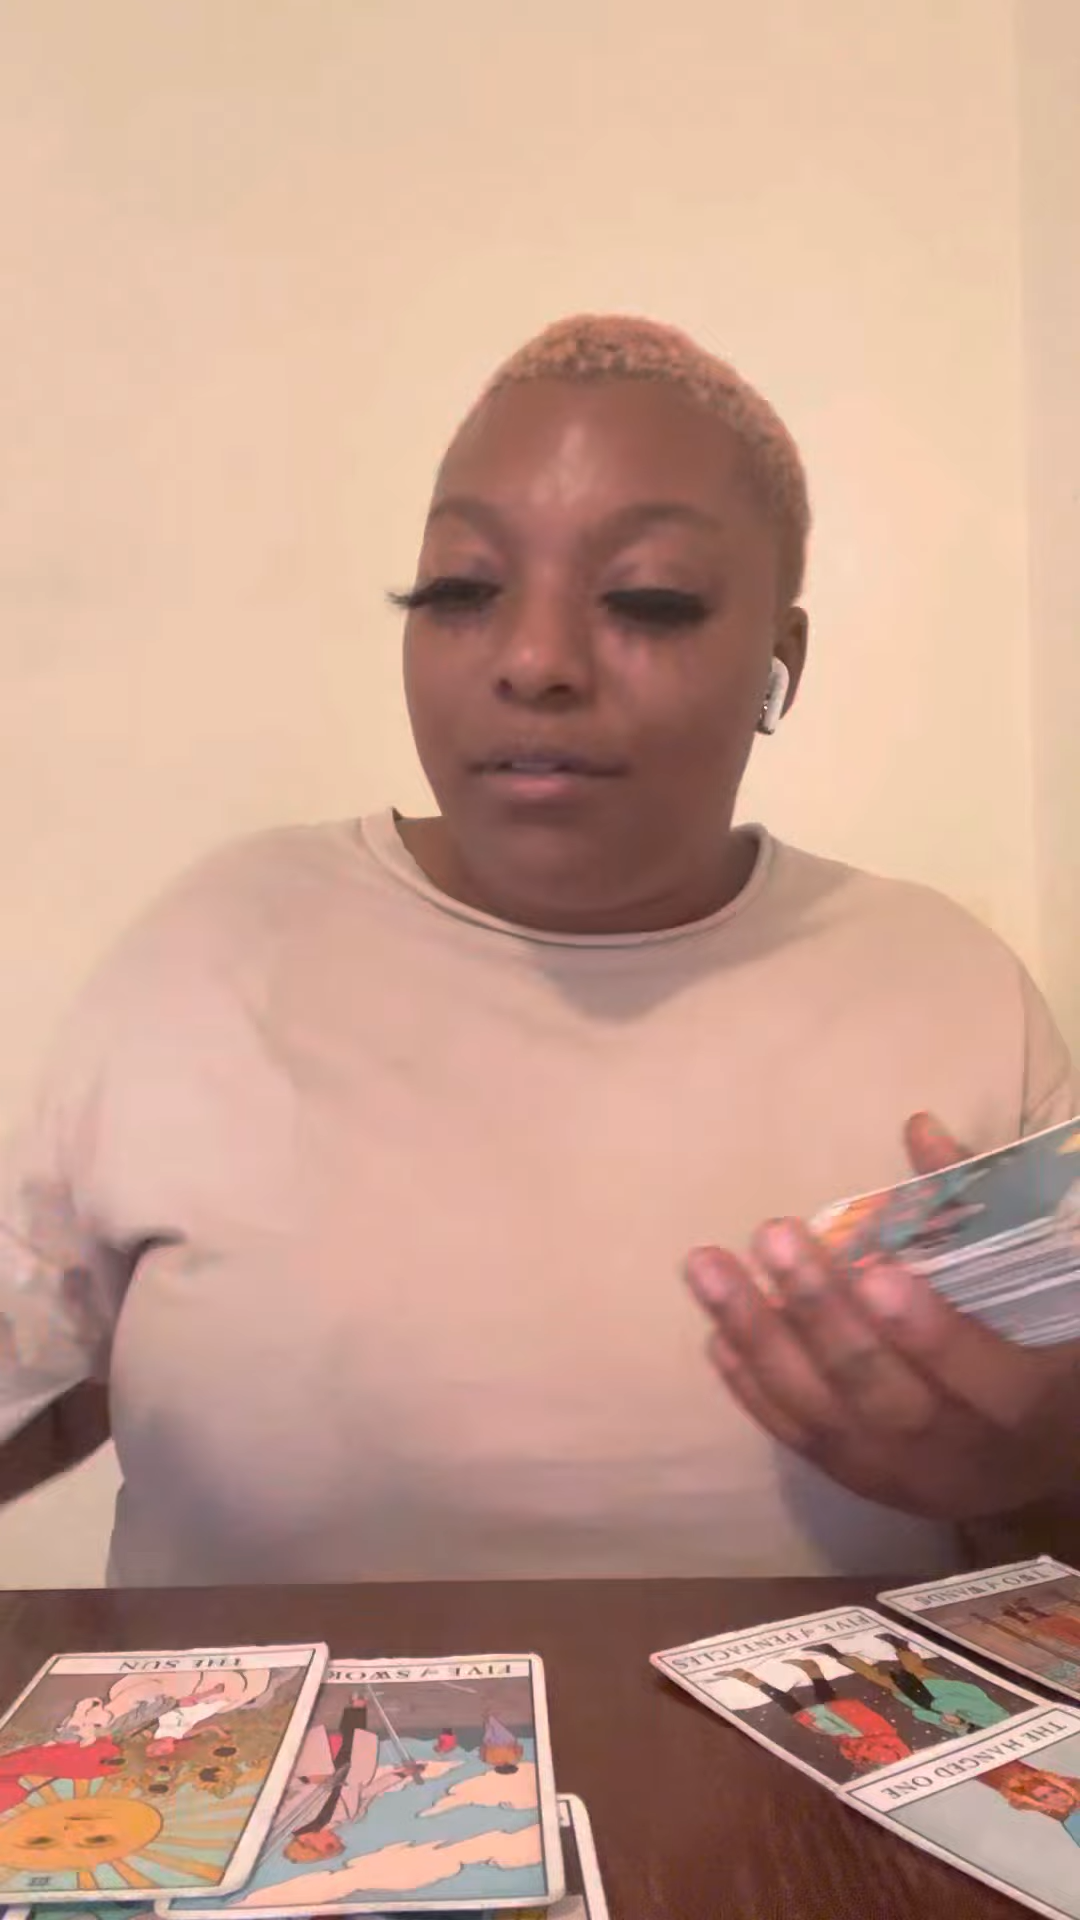 TWO of WANDS
FIVE of PENTACLES
THE SUN
FIVE of SWOR
THE HANGED ONE